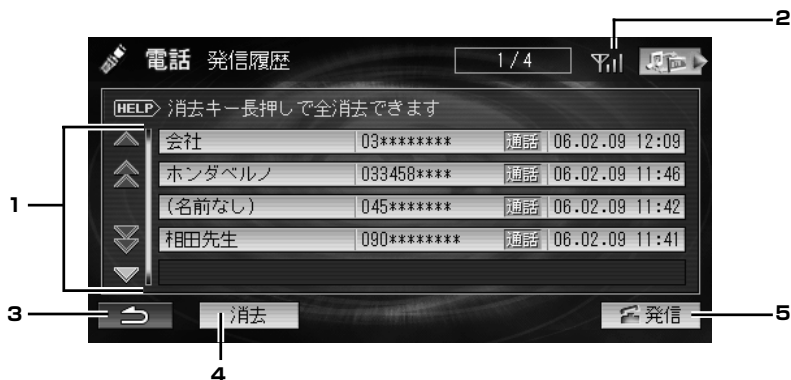 2
電話 発信履歴 1/4
HELP 消去キー長押しで全消去できます
会社 03******** 通話 06.02.09 12:09
ホンダベルノ 033458**** 通話 06.02.09 11:46
1
(名前なし) 045******* 通話 06.02.09 11:42
相田先生 090******** 通話 06.02.09 11:41
3
消去 発信
5
4